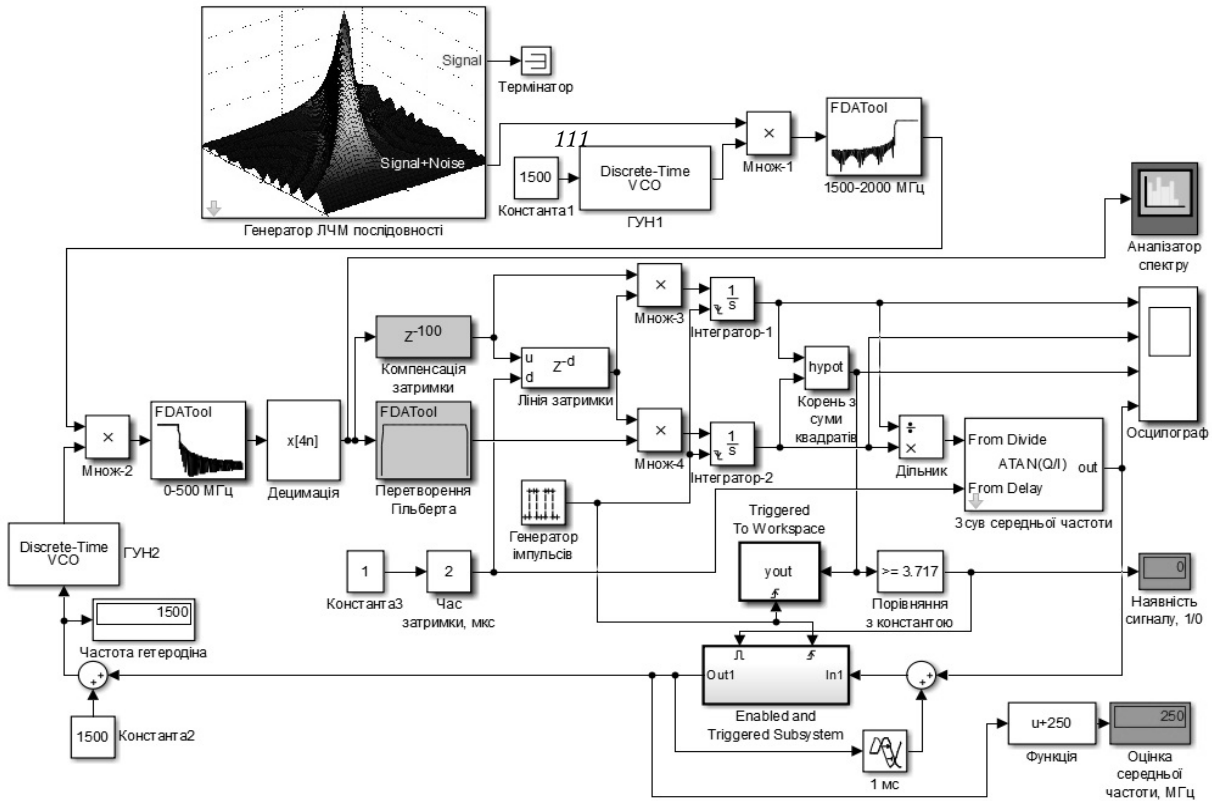 Signal
Термінатор
Signal+Noise
Генератор ЛЧМ послідовності
111
1500
Константа1
Discrete-Time
VCO
ГУН1
×
Множ-1
FDATool
1500-2000 МГц
Аналізатор
спектру
Z-100
Компенсація
затримки
u
d
Z-d
Лінія затримки
×
Множ-3
1
s
Інтегратор-1
hypot
Корень з
суми
квадратів
Осцилограф
×
Множ-2
FDATool
0-500 МГц
x[4n]
Децимація
FDATool
Перетворення
Гільберта
×
Множ-4
1
s
Інтегратор-2
÷
×
Дільник
From Divide
ATAN(Q/I)
out
From Delay
Зсув середньої частоти
Discrete-Time
VCO
ГУН2
Генератор
імпульсів
1
Константа3
2
Час
затримки, мкс
Triggered
To Workspace
yout
>= 3.717
Порівняння
з константою
0
Наявність
сигналу, 1/0
1500
Частота гетеродіна
+
+
1500
Константа2
Out1
In1
Enabled and
Triggered Subsystem
+
+
1 мс
u+250
Функція
250
Оцінка
середньої
частоти, МГц